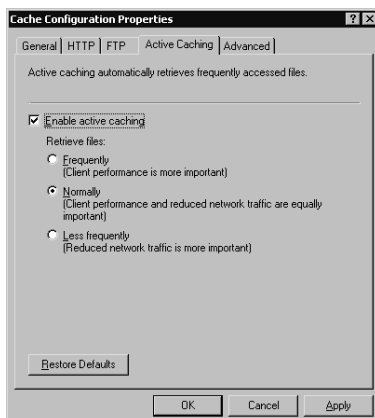 Cache Configuration Properties
General HTTP FTP Active Caching Advanced
Active caching automatically retrieves frequently accessed files.
Enable active caching
Retrieve files:
Frequently
(Client performance is more important)
Normally
(Client performance and reduced network traffic are equally
important)
Less frequently
(Reduced network traffic is more important)
Restore Defaults
OK Cancel Apply